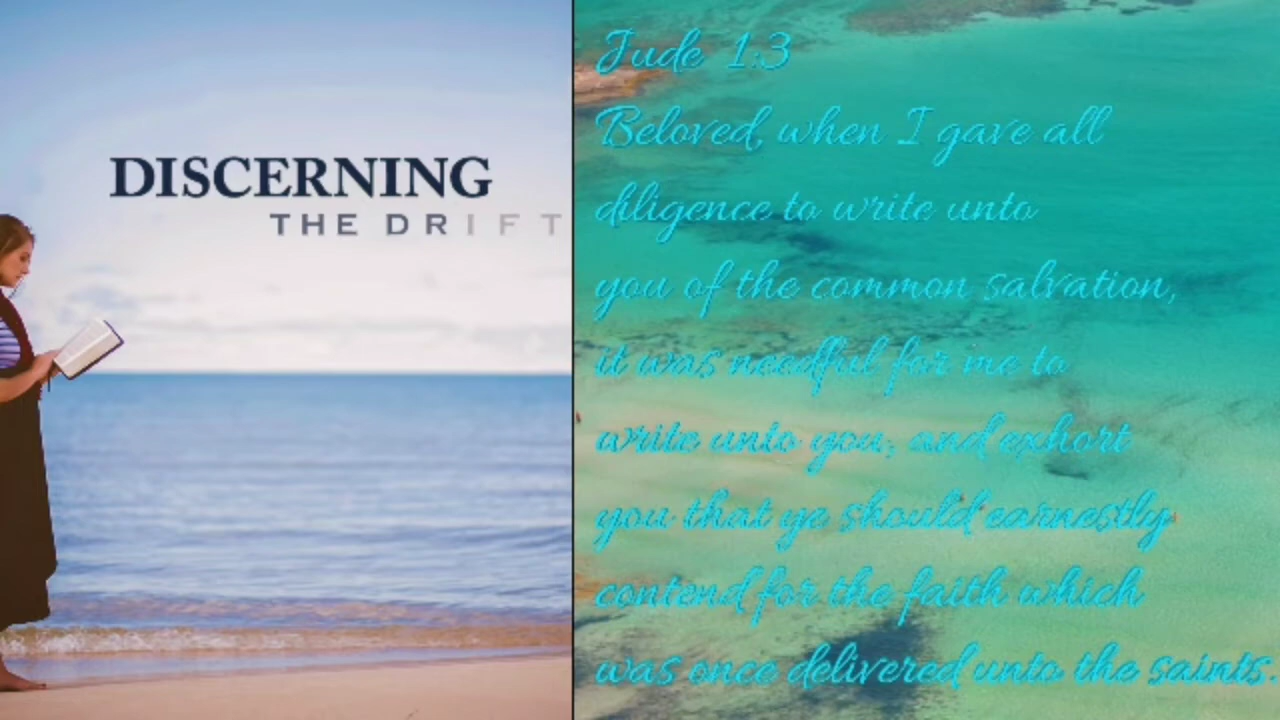 DISCERNING
THE DRIFT
Jude 1:3
Beloved, when I gave all
diligence to write unto
you of the common salvation,
it was needful for me to
write unto you, and exhort
you that ye should earnestly
contend for the faith which
was once delivered unto the saints.